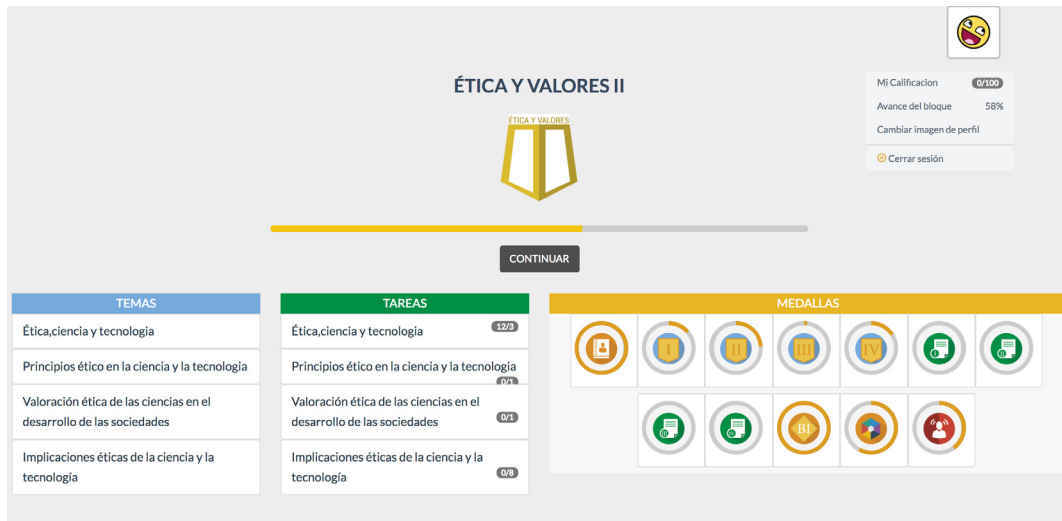 ÉTICA Y VALORES II
ÉTICA Y VALORES
Mi Calificacion 0/100
Avance del bloque 58%
Cambiar imagen de perfil
Cerrar sesión
CONTINUAR
TEMAS
Ética,ciencia y tecnologia
Principios ético en la ciencia y la tecnologia
Valoración ética de las ciencias en el
desarrollo de las sociedades
Implicaciones éticas de la ciencia y la
tecnología
TAREAS
Ética,ciencia y tecnologia 12/3
Principios ético en la ciencia y la tecnologia
0/1
Valoración ética de las ciencias en el
desarrollo de las sociedades 0/1
Implicaciones éticas de la ciencia y la
tecnología 0/8
MEDALLAS
I II III IV I II
III IV BI